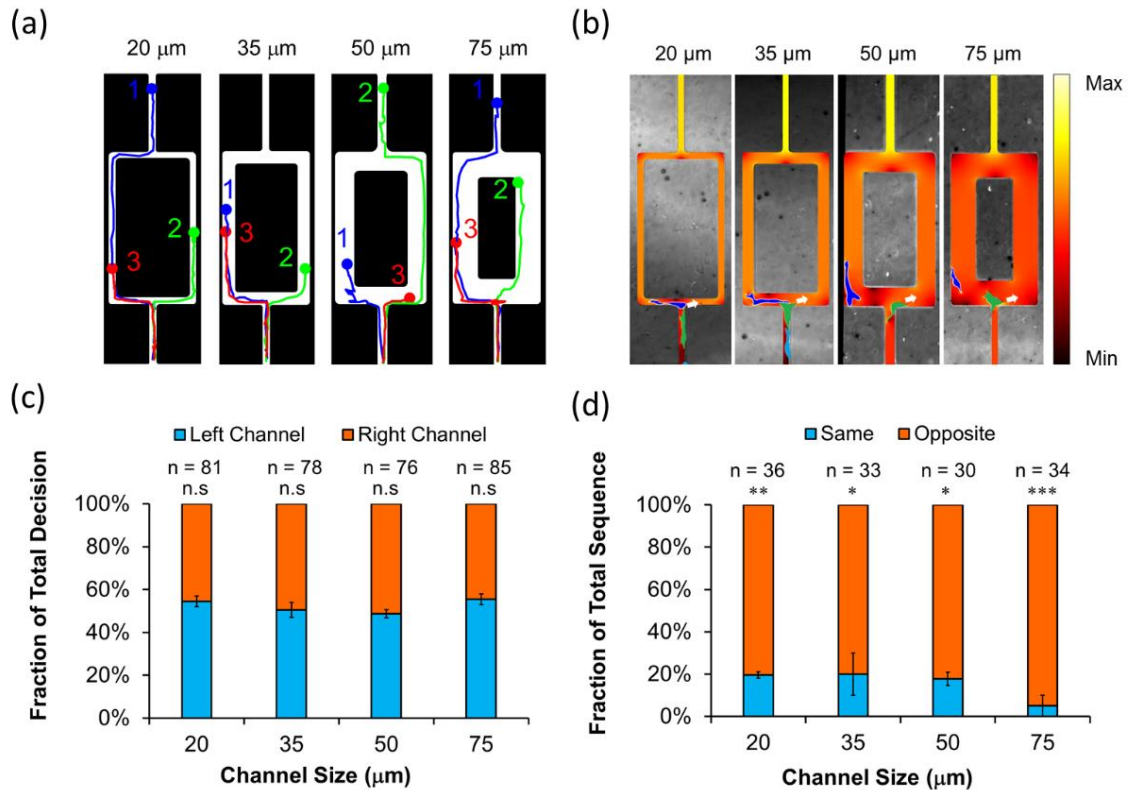 (a)
20 μm 35 μm 50 μm 75 μm
1 2 3
1 2 3
2 1 3
1 2 3
(b)
20 μm 35 μm 50 μm 75 μm
Max
Min
(c)
Left Channel Right Channel
n = 81 n = 78 n = 76 n = 85
n.s n.s n.s n.s
100%
80%
60%
40%
20%
0%
20 35 50 75
Fraction of Total Decision
Channel Size (μm)
(d)
Same Opposite
n = 36 n = 33 n = 30 n = 34
** * * ***
100%
80%
60%
40%
20%
0%
20 35 50 75
Fraction of Total Sequence
Channel Size (μm)